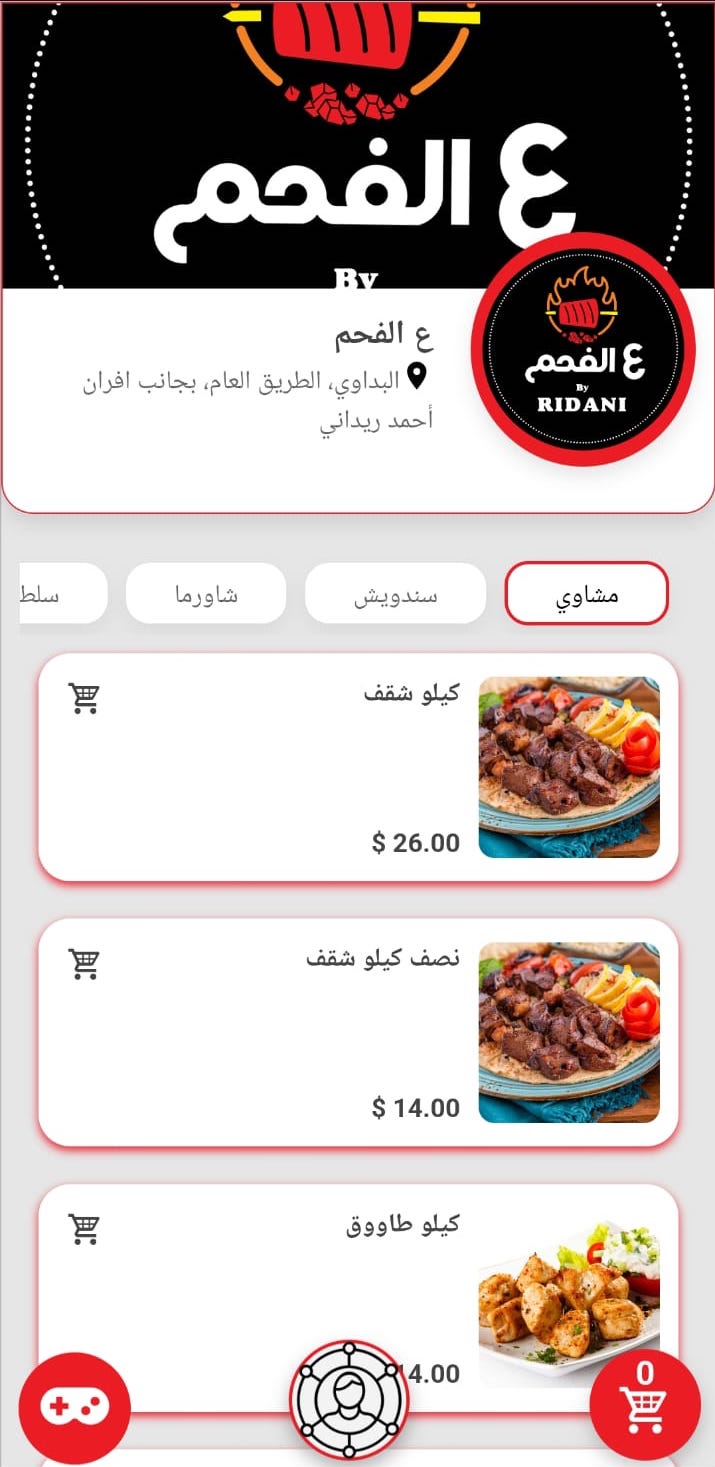 ع الفحم
By
ع الفحم
By
RIDANI
ع الفحم
البداوي، الطريق العام، بجانب افران
أحمد ريداني
مشاوي
سندويش
شاورما
سلط
كيلو شقف
$ 26.00
نصف كيلو شقف
$ 14.00
كيلو طاووق
14.00
0